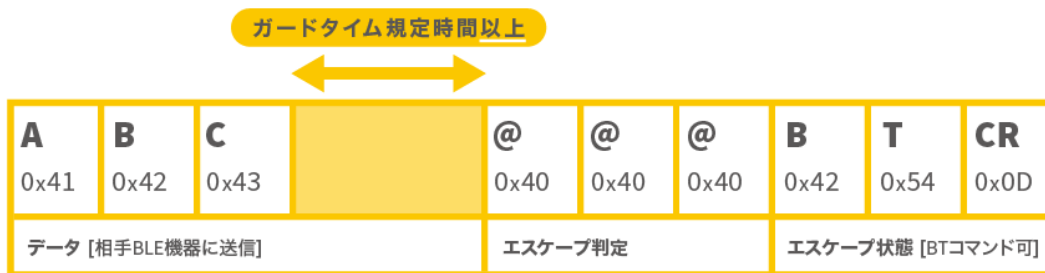 ガードタイム規定時間以上
A B C @ @ @ B T CR
0x41 0x42 0x43 0x40 0x40 0x40 0x42 0x54 0x0D
データ [相手BLE機器に送信] エスケープ判定 エスケープ状態 [BTコマンド可]